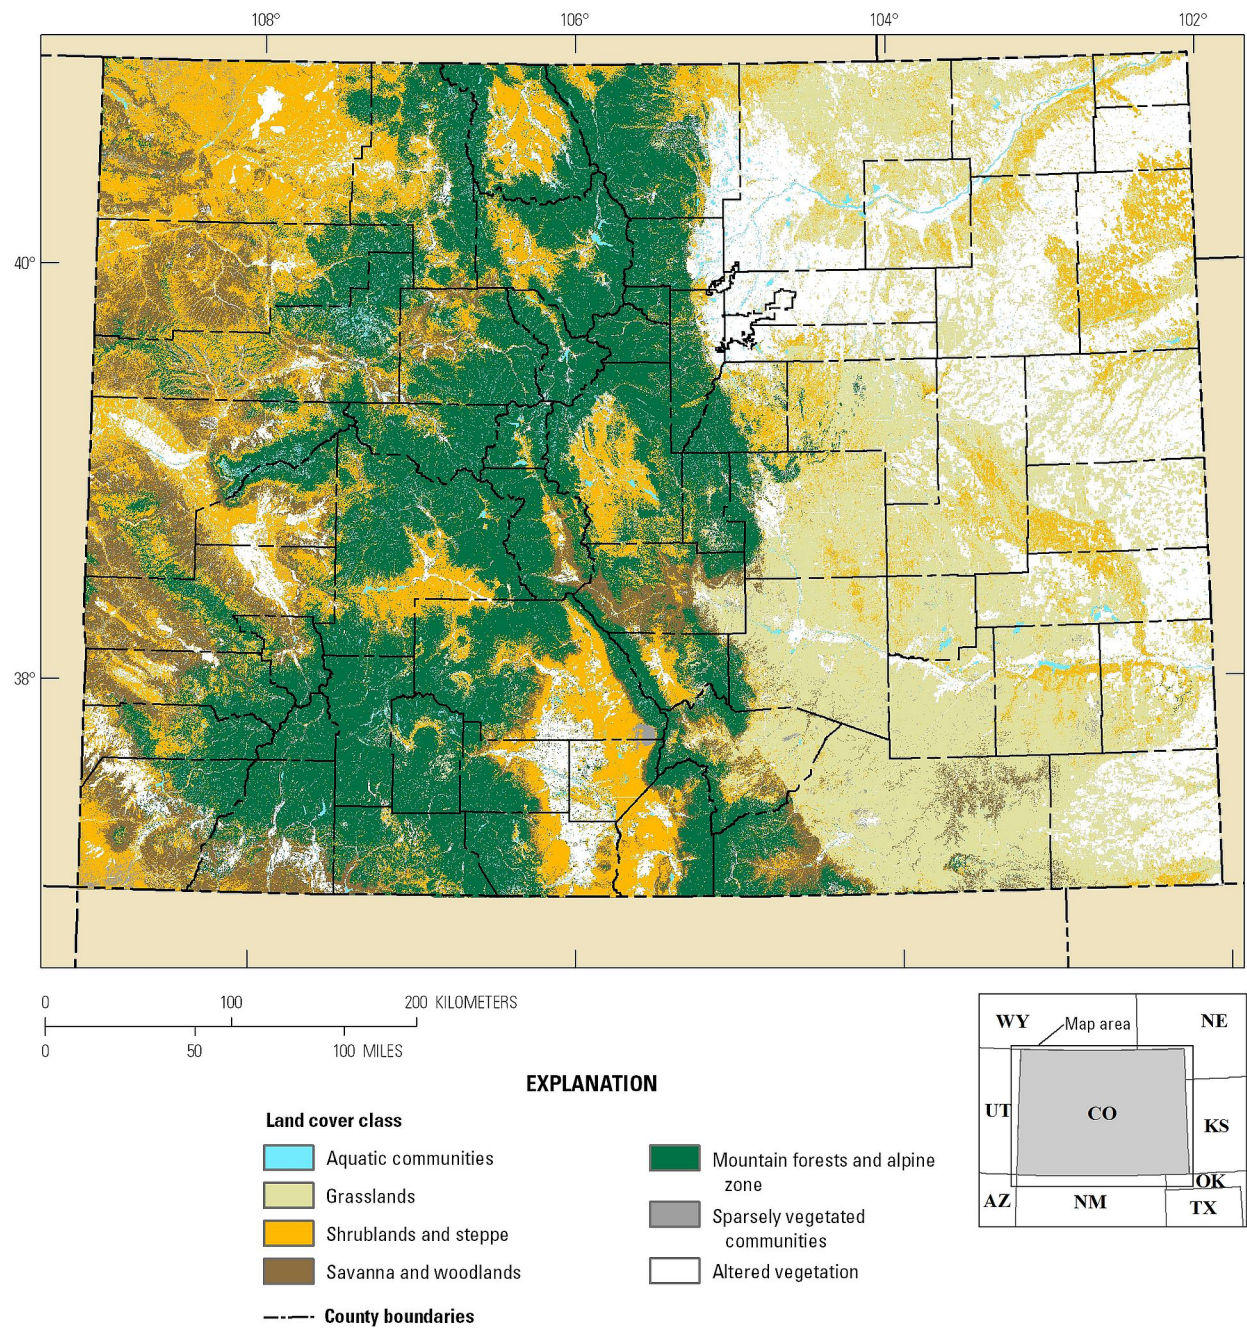 108°
106°
104°
102°
40°
38°
0
100
200 KILOMETERS
0
50
100 MILES
EXPLANATION
Land cover class
Aquatic communities
Grasslands
Shrublands and steppe
Savanna and woodlands
County boundaries
Mountain forests and alpine
zone
Sparsely vegetated
communities
Altered vegetation
WY
Map area
NE
UT
CO
KS
OK
AZ
NM
TX